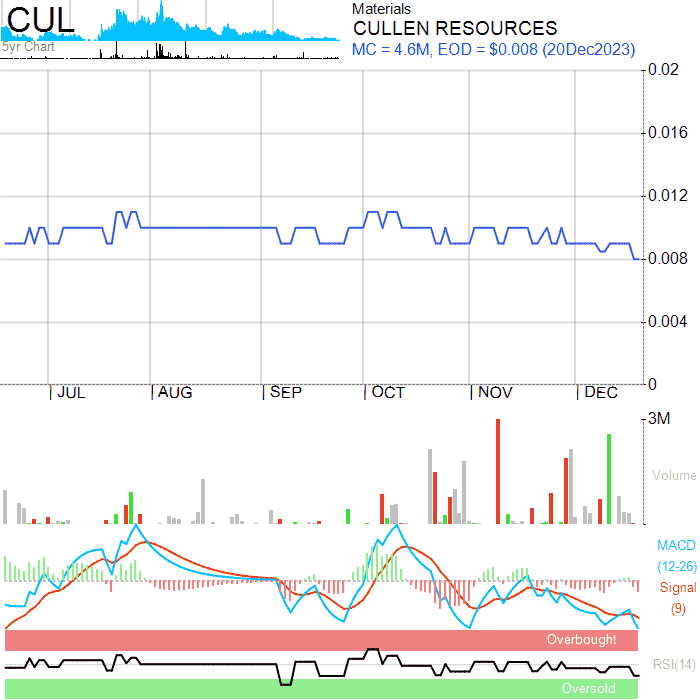 CUL
5yr Chart
Materials
CULLEN RESOURCES
MC = 4.6M, EOD = $0.008 (20Dec2023)
0.02
0.016
0.012
0.008
0.004
0
JUL AUG SEP OCT NOV DEC
3M
Volume
MACD
(12-26)
Signal
(9)
Overbought
RSI(14)
Oversold